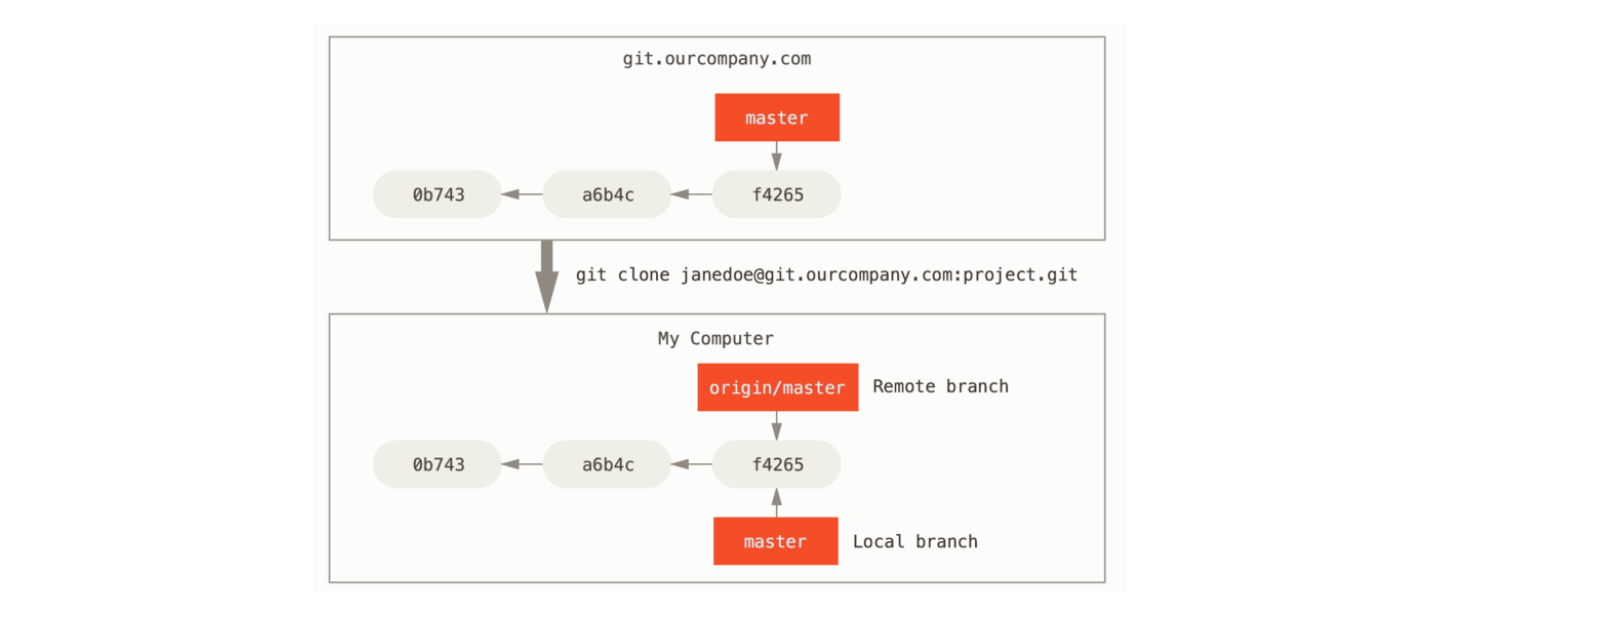 git.ourcompany.com
master
0b743 a6b4c f4265
git clone janedoe@git.ourcompany.com:project.git
My Computer
origin/master Remote branch
0b743 a6b4c f4265
master Local branch